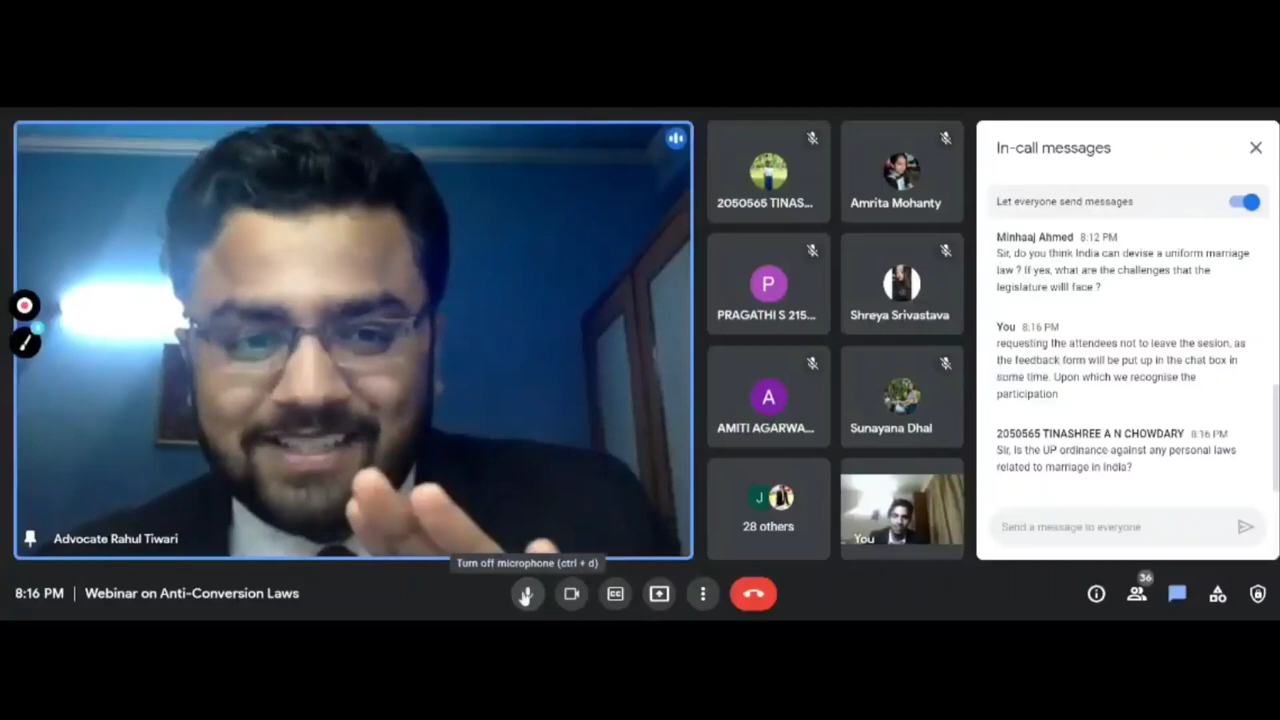 2050565 TINAS...
Amrita Mohanty
PRAGATHI S 215...
Shreya Srivastava
A
AMITI AGARWA...
Sunayana Dhal
P
J
28 others
You
Advocate Rahul Tiwari
Turn off microphone (ctrl + d)
8:16 PM | Webinar on Anti-Conversion Laws
CC
36
In-call messages
Let everyone send messages
Minhaaj Ahmed 8:12 PM
Sir, do you think India can devise a uniform marriage
law ? If yes, what are the challenges that the
legislature willl face ?
You 8:16 PM
requesting the attendees not to leave the sesion, as
the feedback form will be put up in the chat box in
some time. Upon which we recognise the
participation
2050565 TINASHREE A N CHOWDARY 8:16 PM
Sir, Is the UP ordinance against any personal laws
related to marriage in India?
Send a message to everyone